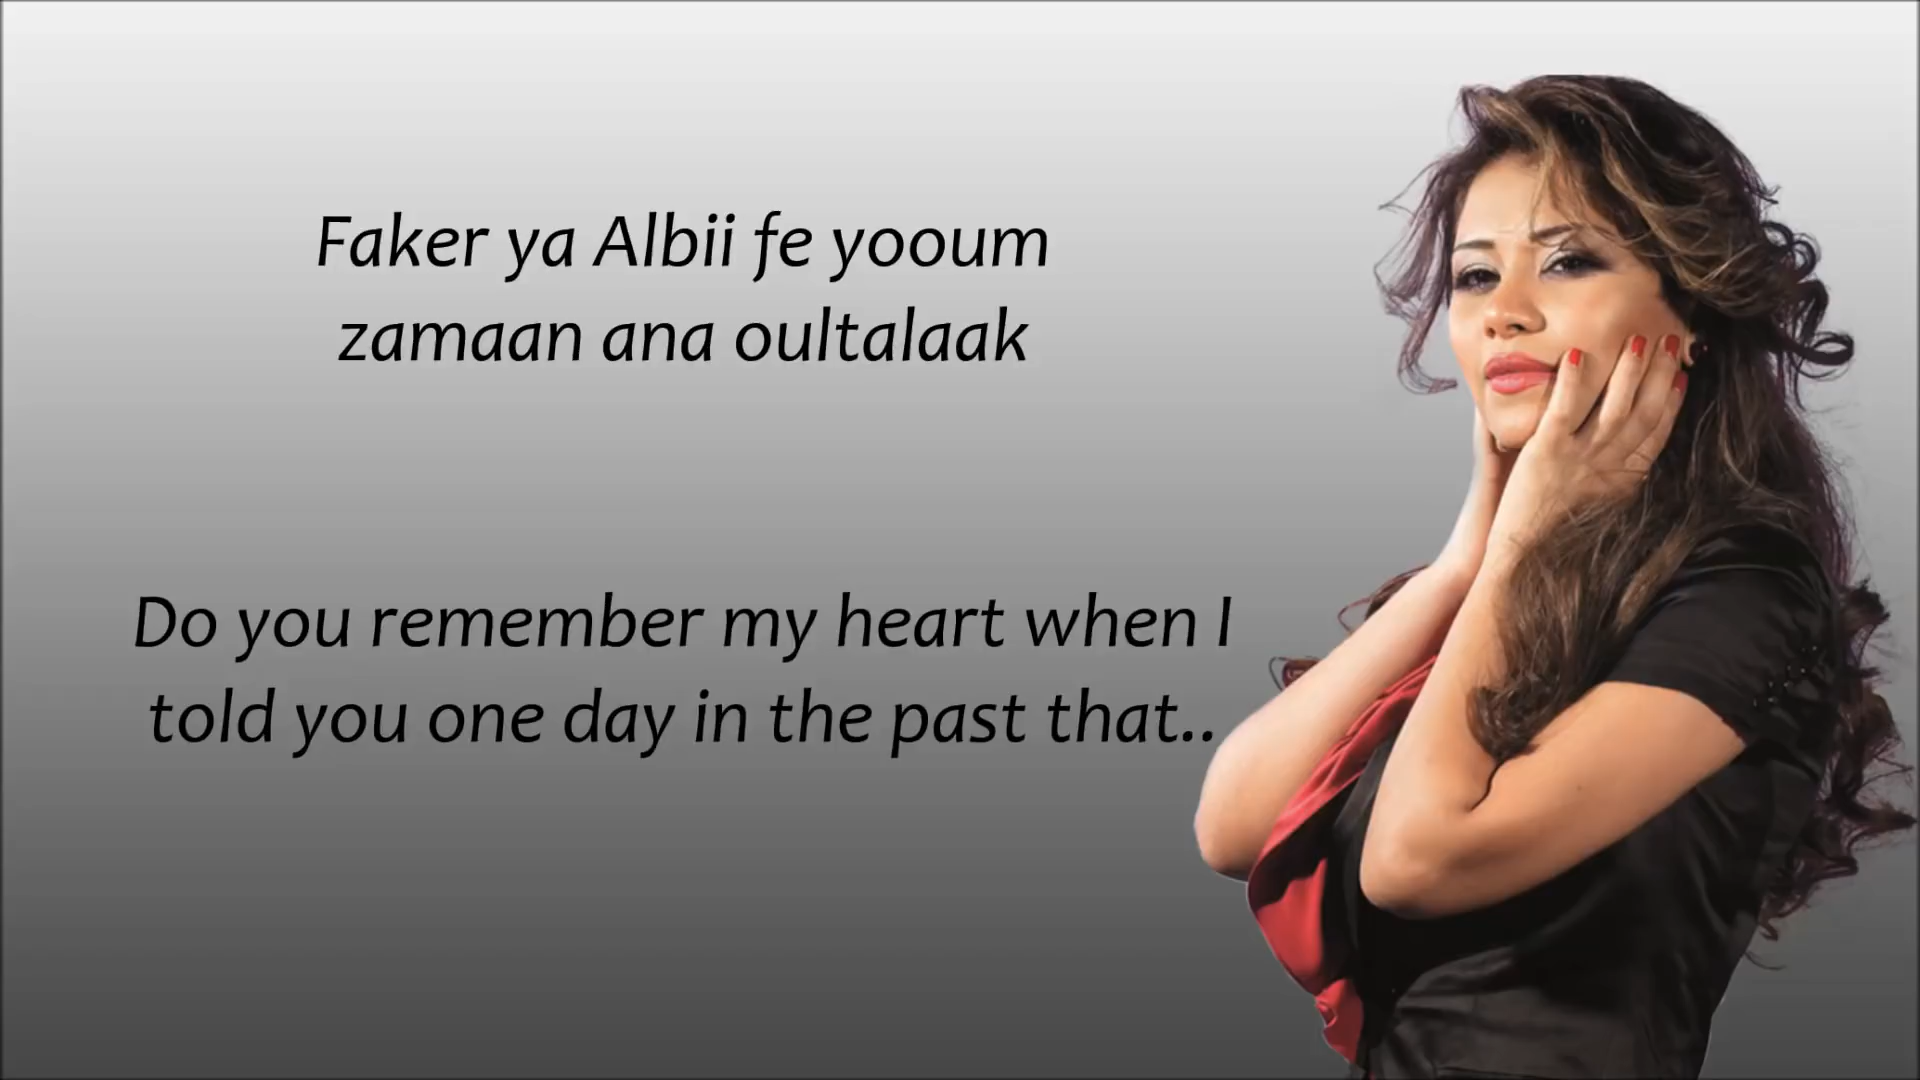 Faker ya Albii fe yooum
zamaan ana oultalaak
Do you remember my heart when I
told you one day in the past that..